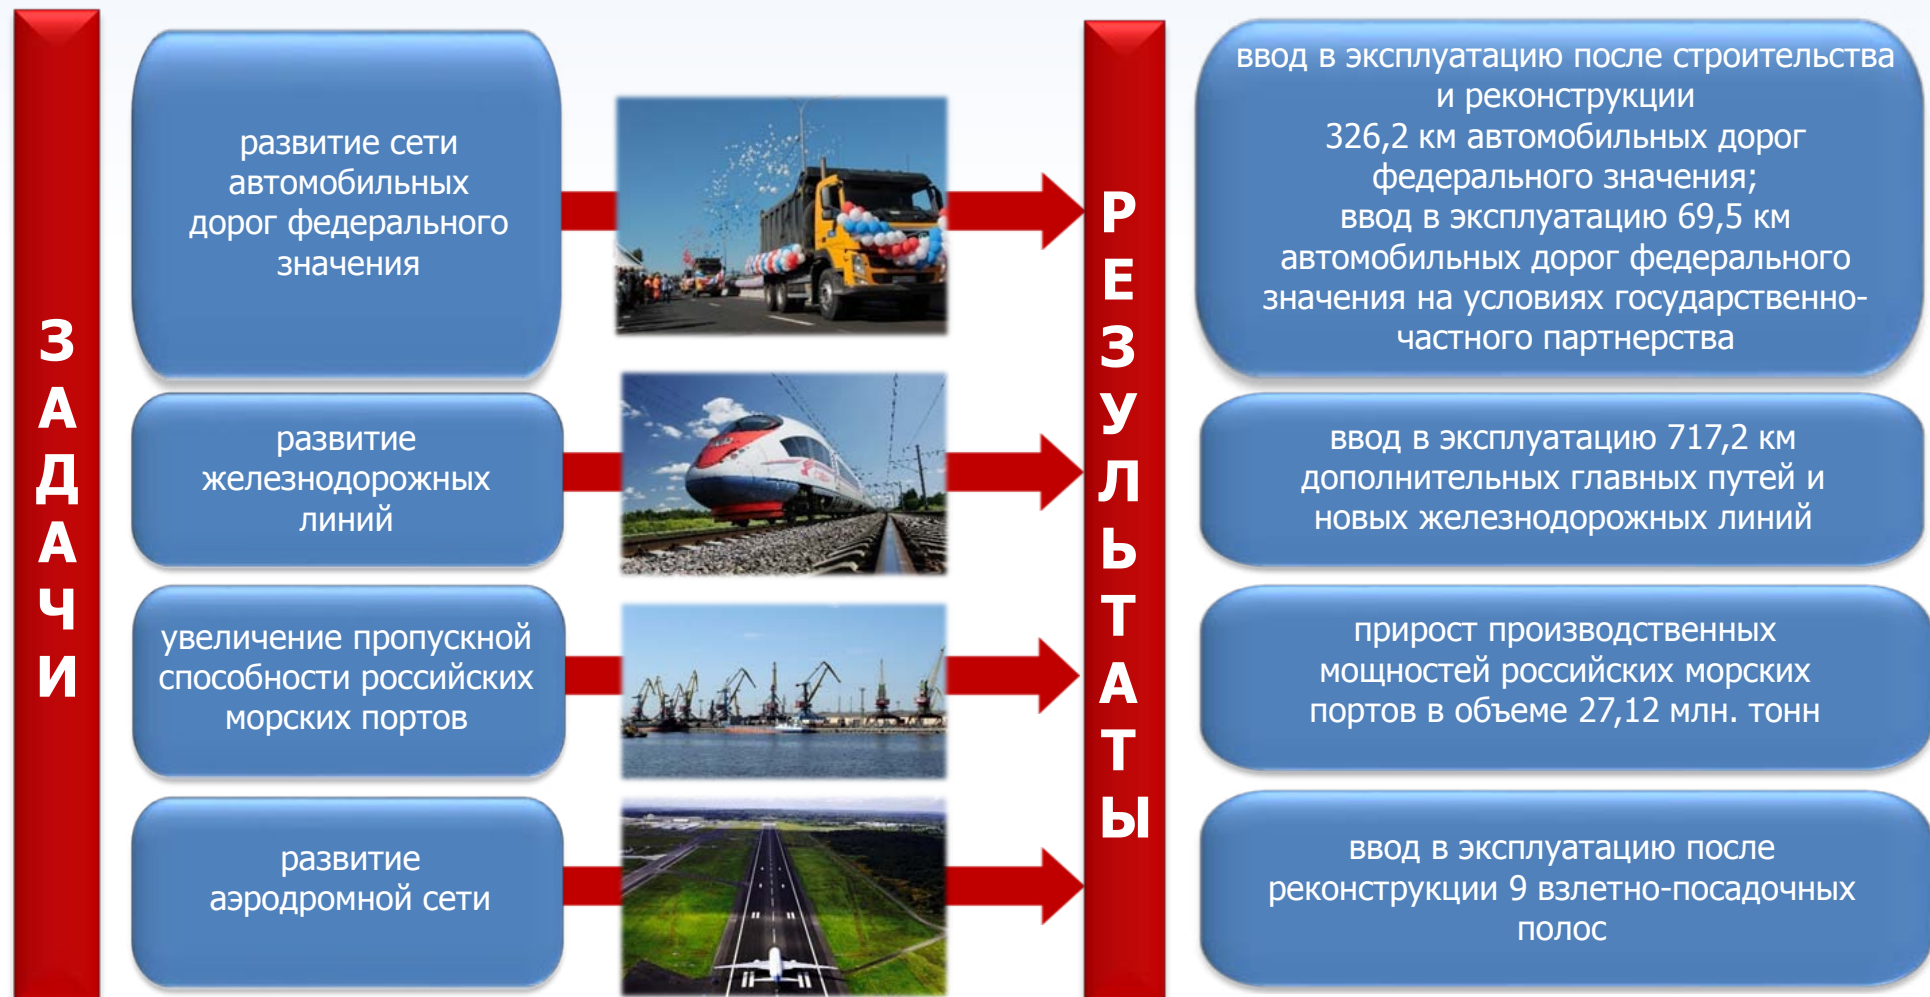 ЗАДАЧИ
развитие сети
автомобильных
дорог федерального
значения
развитие
железнодорожных
линий
увеличение пропускной
способности российских
морских портов
развитие
аэродромной сети
РЕЗУЛЬТАТЫ
ввод в эксплуатацию после строительства
и реконструкции
326,2 км автомобильных дорог
федерального значения;
ввод в эксплуатацию 69,5 км
автомобильных дорог федерального
значения на условиях государственно-
частного партнерства
ввод в эксплуатацию 717,2 км
дополнительных главных путей и
новых железнодорожных линий
прирост производственных
мощностей российских морских
портов в объеме 27,12 млн. тонн
ввод в эксплуатацию после
реконструкции 9 взлетно-посадочных
полос